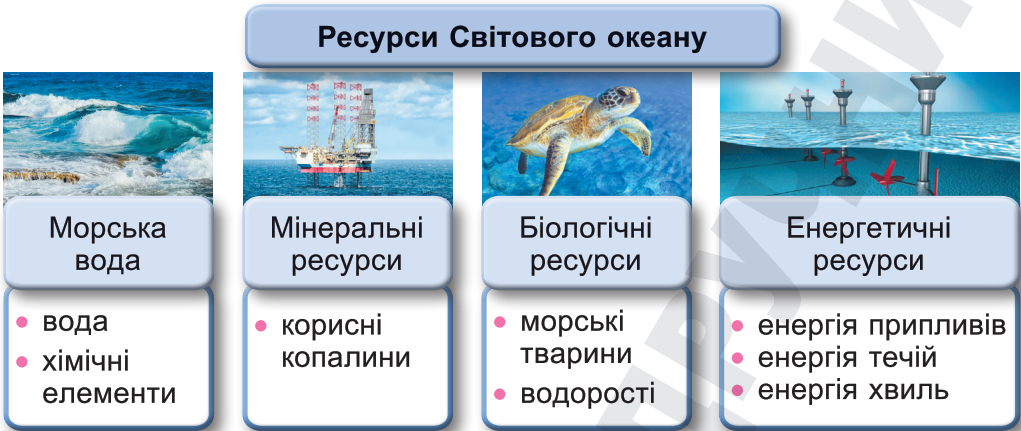 Ресурси Світового океану
Морська
вода
• вода
• хімічні
елементи
Мінеральні
ресурси
• корисні
копалини
Біологічні
ресурси
• морські
тварини
• водорості
Енергетичні
ресурси
• енергія припливів
• енергія течій
• енергія хвиль